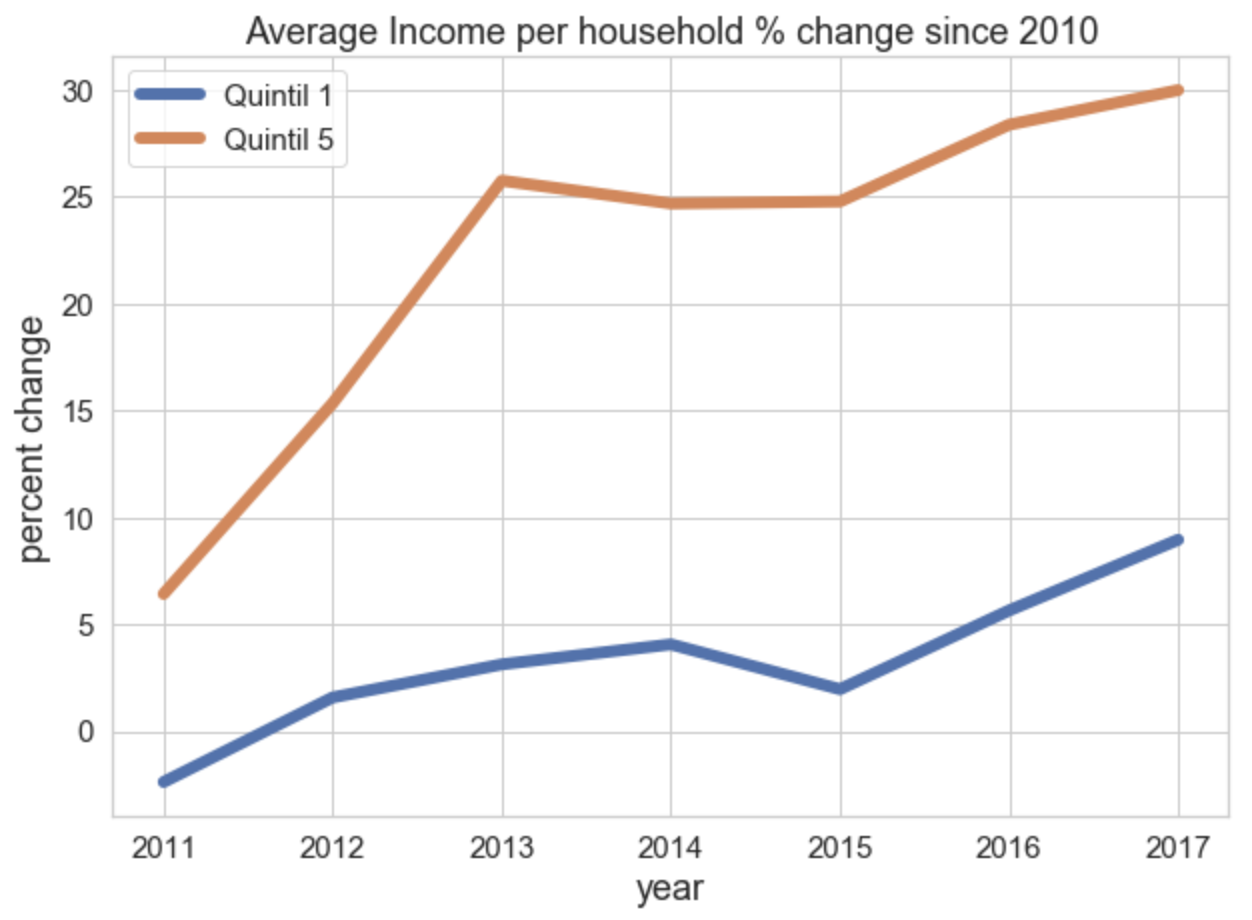 Average Income per household % change since 2010
Quintil 1
Quintil 5
30
25
20
15
10
5
0
percent change
2011 2012 2013 2014 2015 2016 2017
year